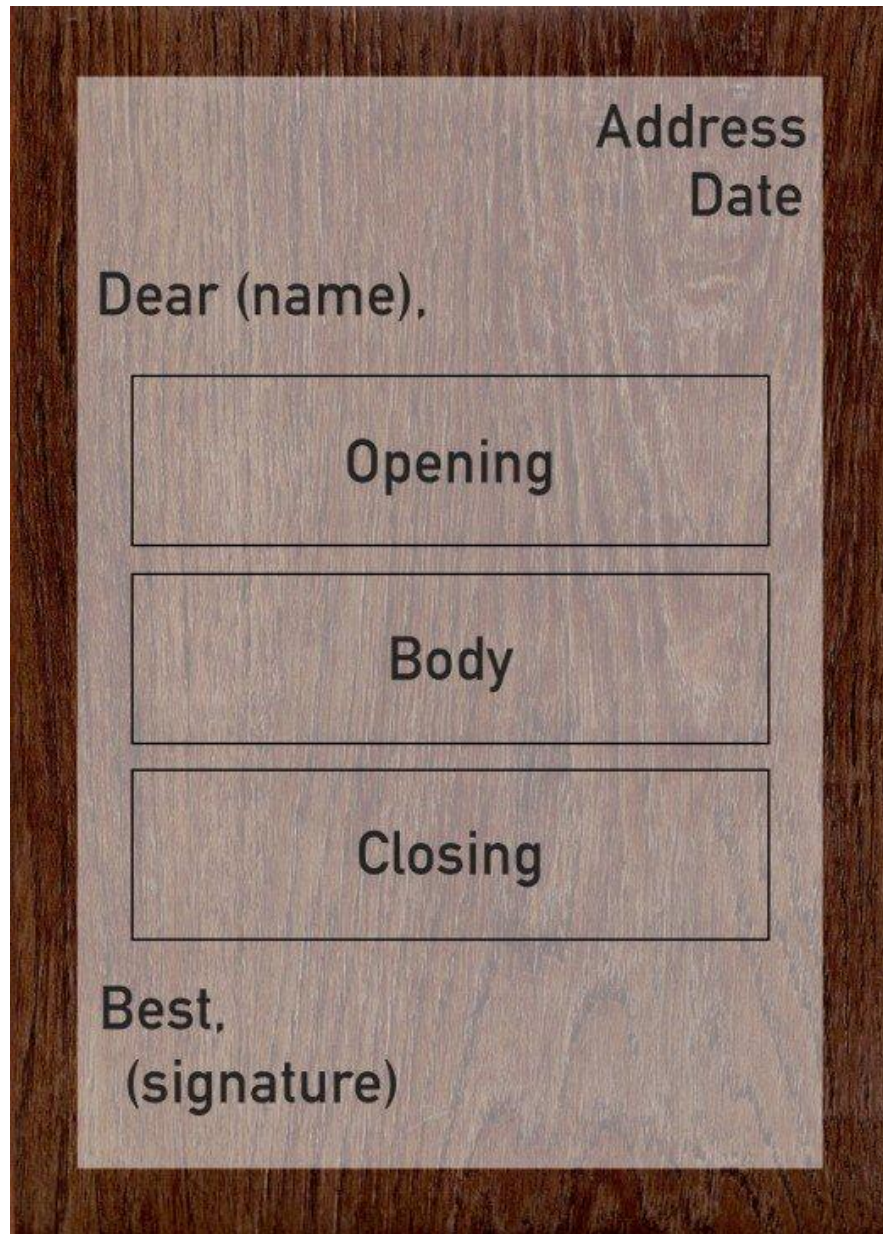 Address
Date
Dear (name),
Opening
Body
Closing
Best,
(signature)